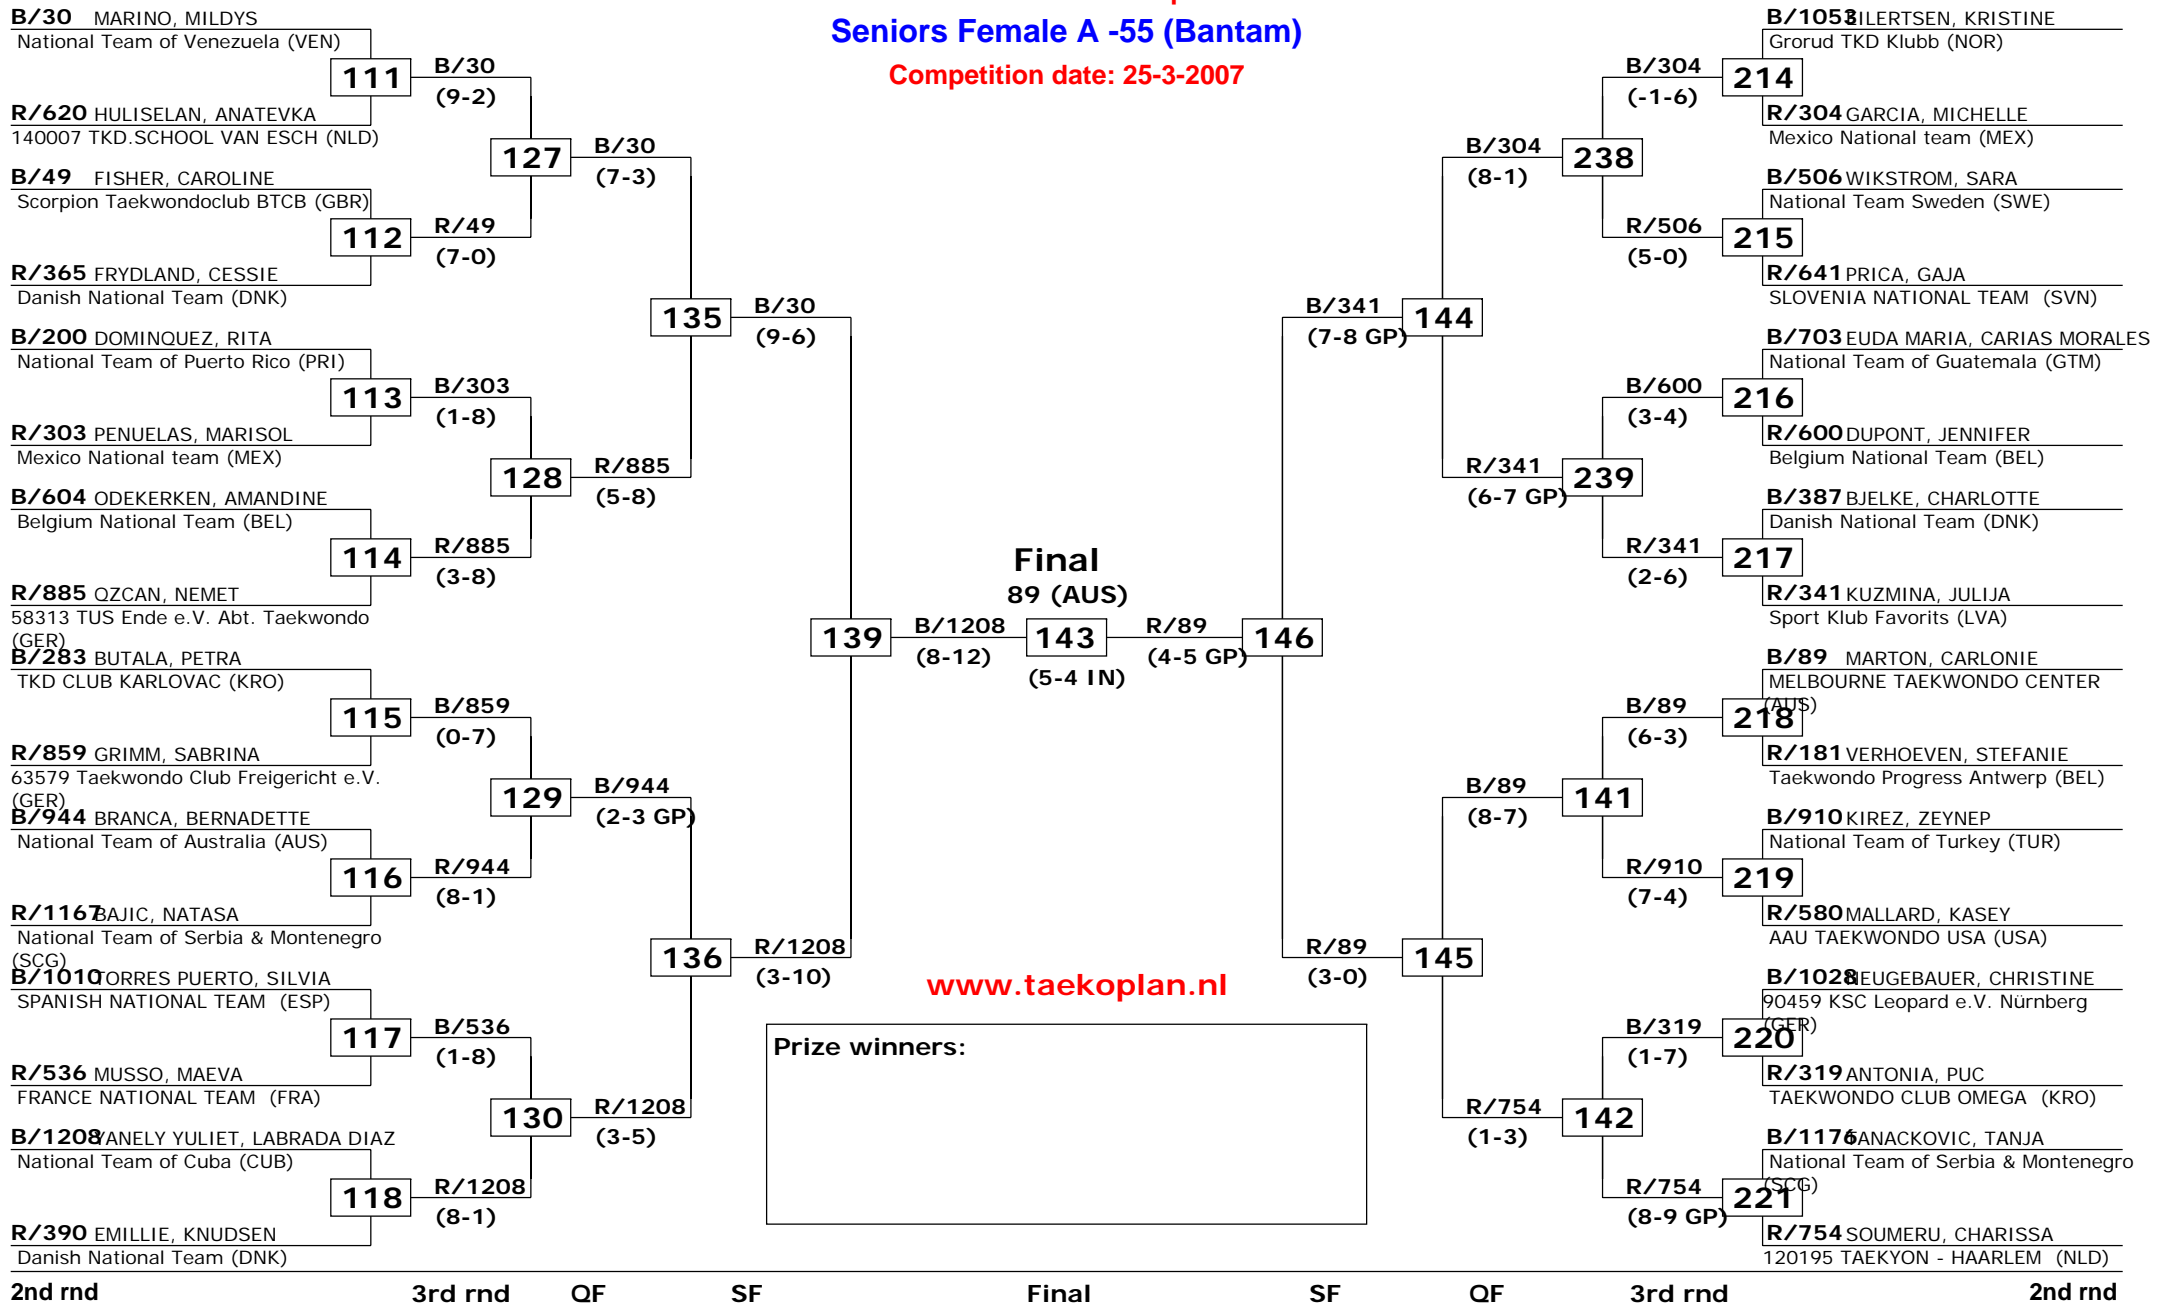 Seniors Female A -55 (Bantam)
Competition date: 25-3-2007
B/30 MARINO, MILDYS
National Team of Venezuela (VEN)
111
R/620 HULISELAN, ANATEVKA
140007 TKD.SCHOOL VAN ESCH (NLD)
B/49 FISHER, CAROLINE
Scorpion Taekwondoclub BTCB (GBR)
112
R/365 FRYDLAND, CESSIE
Danish National Team (DNK)
B/200 DOMINQUEZ, RITA
National Team of Puerto Rico (PRI)
113
R/303 PENUELAS, MARISOL
Mexico National team (MEX)
B/604 ODEKERKEN, AMANDINE
Belgium National Team (BEL)
114
R/885 QZCAN, NEMET
58313 TUS Ende e.V. Abt. Taekwondo
(GER)
B/283 BUTALA, PETRA
TKD CLUB KARLOVAC (KRO)
115
R/859 GRIMM, SABRINA
63579 Taekwondo Club Freigericht e.V.
(GER)
B/944 BRANCA, BERNADETTE
National Team of Australia (AUS)
116
R/1167 BAJIC, NATASA
National Team of Serbia & Montenegro
(SCG)
B/1010 TORRES PUERTO, SILVIA
SPANISH NATIONAL TEAM (ESP)
117
R/536 MUSSO, MAEVA
FRANCE NATIONAL TEAM (FRA)
B/1208 YANELY YULIET, LABRADA DIAZ
National Team of Cuba (CUB)
118
R/390 EMILLIE, KNUDSEN
Danish National Team (DNK)
B/30
(9-2)
127
R/49
(7-0)
B/303
(1-8)
128
R/885
(3-8)
B/859
(0-7)
129
R/944
(8-1)
B/536
(1-8)
130
R/1208
(8-1)
B/30
(7-3)
135
R/885
(5-8)
B/944
(2-3 GP)
136
R/1208
(3-5)
B/30
(9-6)
139
R/1208
(3-10)
B/1208
(8-12)
Final
89 (AUS)
143
(5-4 IN)
R/89
(4-5 GP)
146
B/341
(7-8 GP)
144
R/89
(3-0)
145
B/304
(8-1)
238
R/341
(6-7 GP)
239
B/89
(8-7)
141
R/754
(1-3)
142
B/304
(-1-6)
214
R/506
(5-0)
215
B/600
(3-4)
216
R/341
(2-6)
217
B/89
(6-3)
218
R/910
(7-4)
219
B/319
(1-7)
220
R/754
(8-9 GP)
221
B/1053 EILERTSEN, KRISTINE
Grorud TKD Klubb (NOR)
R/304 GARCIA, MICHELLE
Mexico National team (MEX)
B/506 WIKSTROM, SARA
National Team Sweden (SWE)
R/641 PRICA, GAJA
SLOVENIA NATIONAL TEAM (SVN)
B/703 EUDA MARIA, CARIAS MORALES
National Team of Guatemala (GTM)
R/600 DUPONT, JENNIFER
Belgium National Team (BEL)
B/387 BJELKE, CHARLOTTE
Danish National Team (DNK)
R/341 KUZMINA, JULIJA
Sport Klub Favorits (LVA)
B/89 MARTON, CARLONIE
MELBOURNE TAEKWONDO CENTER
(AUS)
R/181 VERHOEVEN, STEFANIE
Taekwondo Progress Antwerp (BEL)
B/910 KIREZ, ZEYNEP
National Team of Turkey (TUR)
R/580 MALLARD, KASEY
AAU TAEKWONDO USA (USA)
B/1028 NEUGEBAUER, CHRISTINE
90459 KSC Leopard e.V. Nürnberg
(GER)
R/319 ANTONIA, PUC
TAEKWONDO CLUB OMEGA (KRO)
B/1176 TANACKOVIC, TANJA
National Team of Serbia & Montenegro
(SCG)
R/754 SOUMERU, CHARISSA
120195 TAEKYON - HAARLEM (NLD)
www.taekoplan.nl
Prize winners:
2nd rnd 3rd rnd QF SF Final SF QF 3rd rnd 2nd rnd